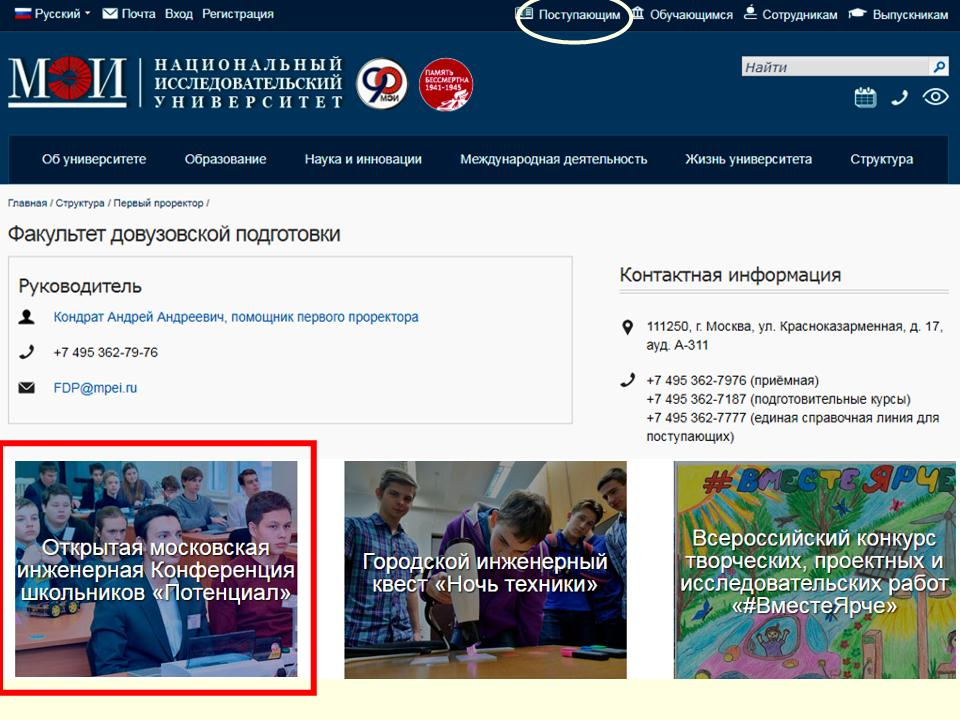 Русский
Почта
Вход
Регистрация
Поступающим
Обучающимся
Сотрудникам
Выпускникам
МЭИ
НАЦИОНАЛЬНЫЙ
ИССЛЕДОВАТЕЛЬСКИЙ
УНИВЕРСИТЕТ
90
МЭИ
ПАМЯТЬ
БЕССМЕРТНА
1941-1945
Найти
Об университете
Образование
Наука и инновации
Международная деятельность
Жизнь университета
Структура
Главная / Структура / Первый проректор /
Факультет довузовской подготовки
Руководитель
Кондрат Андрей Андреевич, помощник первого проректора
+7 495 362-79-76
FDP@mpei.ru
Контактная информация
111250, г. Москва, ул. Красноказарменная, д. 17,
ауд. А-311
+7 495 362-7976 (приёмная)
+7 495 362-7187 (подготовительные курсы)
+7 495 362-7777 (единая справочная линия для
поступающих)
Открытая московская
инженерная Конференция
школьников «Потенциал»
Городской инженерный
квест «Ночь техники»
#ВМЕСТЕЯРЧЕ
Всероссийский конкурс
творческих, проектных и
исследовательских работ
«#ВместеЯрче»